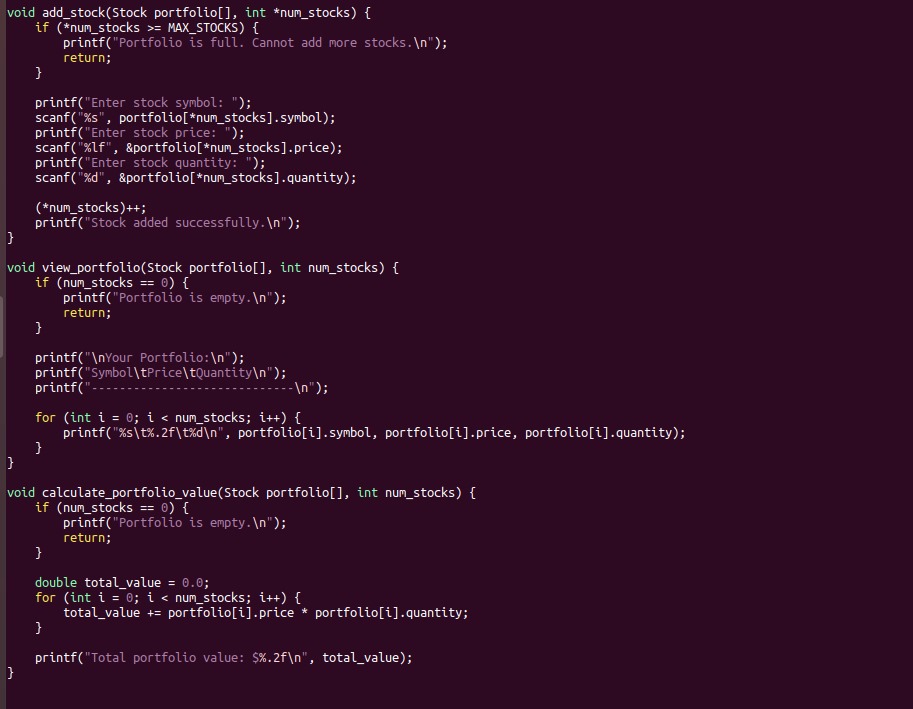 void add_stock(Stock portfolio[], int *num_stocks) {
    if (*num_stocks >= MAX_STOCKS) {
        printf("Portfolio is full. Cannot add more stocks.\n");
        return;
    }

    printf("Enter stock symbol: ");
    scanf("%s", portfolio[*num_stocks].symbol);
    printf("Enter stock price: ");
    scanf("%lf", &portfolio[*num_stocks].price);
    printf("Enter stock quantity: ");
    scanf("%d", &portfolio[*num_stocks].quantity);

    (*num_stocks)++;
    printf("Stock added successfully.\n");
}

void view_portfolio(Stock portfolio[], int num_stocks) {
    if (num_stocks == 0) {
        printf("Portfolio is empty.\n");
        return;
    }

    printf("\nYour Portfolio:\n");
    printf("Symbol\tPrice\tQuantity\n");
    printf("-----------------------------\n");

    for (int i = 0; i < num_stocks; i++) {
        printf("%s\t%.2f\t%d\n", portfolio[i].symbol, portfolio[i].price, portfolio[i].quantity);
    }
}

void calculate_portfolio_value(Stock portfolio[], int num_stocks) {
    if (num_stocks == 0) {
        printf("Portfolio is empty.\n");
        return;
    }

    double total_value = 0.0;
    for (int i = 0; i < num_stocks; i++) {
        total_value += portfolio[i].price * portfolio[i].quantity;
    }

    printf("Total portfolio value: $%.2f\n", total_value);
}